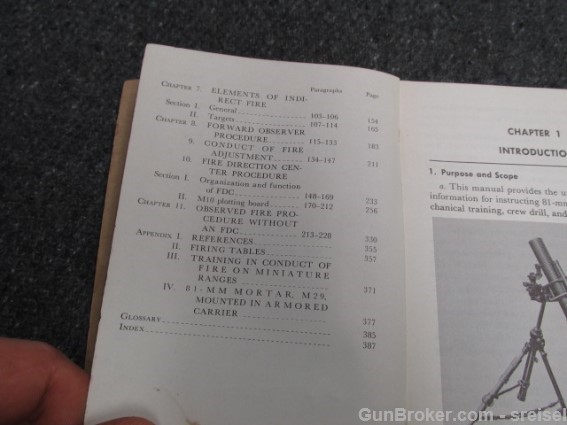 Paragraphs Page
CHAPTER 7. ELEMENTS OF INDI-
RECT FIRE
Section I. General 103–106 134
II. Targets 107–114
CHAPTER 8. FORWARD OBSERVER
PROCEDURE 115–133
9. CONDUCT OF FIRE
ADJUSTMENT 134–147 211
10. FIRE DIRECTION CEN-
TER PROCEDURE
Section I. Organization and function
of FDC 148–169 233
II. M10 plotting board 170–212 256
CHAPTER 11. OBSERVED FIRE PRO-
CEDURE WITHOUT
AN FDC 213–228 330
APPENDIX I. REFERENCES 355
II. FIRING TABLES 357
III. TRAINING IN CONDUCT OF
FIRE ON MINIATURE
RANGES 371
IV. 81-MM MORTAR, M29,
MOUNTED IN ARMORED
CARRIER 377
GLOSSARY 385
INDEX 387
CHAPTER 1
INTRODUCTIO
1. Purpose and Scope
a. This manual provides the u
information for instructing 81-mm
chanical training, crew drill, and
GunBroker.com - sreisel